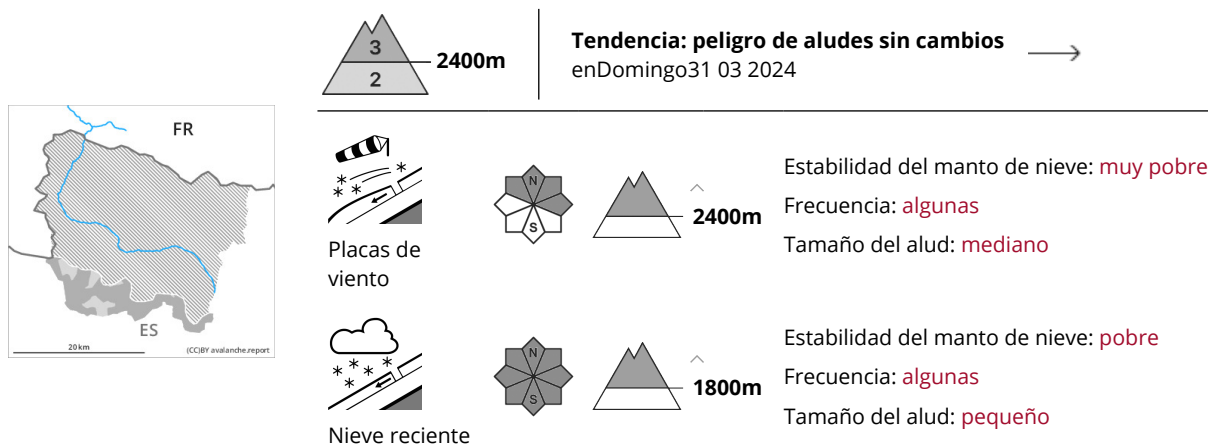 3
2
2400m
Tendencia: peligro de aludes sin cambios
enDomingo31 03 2024
FR
ES
20 km
(CC)BY avalanche.report
Placas de
viento
N
S
2400m
Estabilidad del manto de nieve: muy pobre
Frecuencia: algunas
Tamaño del alud: mediano
Nieve reciente
N
S
1800m
Estabilidad del manto de nieve: pobre
Frecuencia: algunas
Tamaño del alud: pequeño